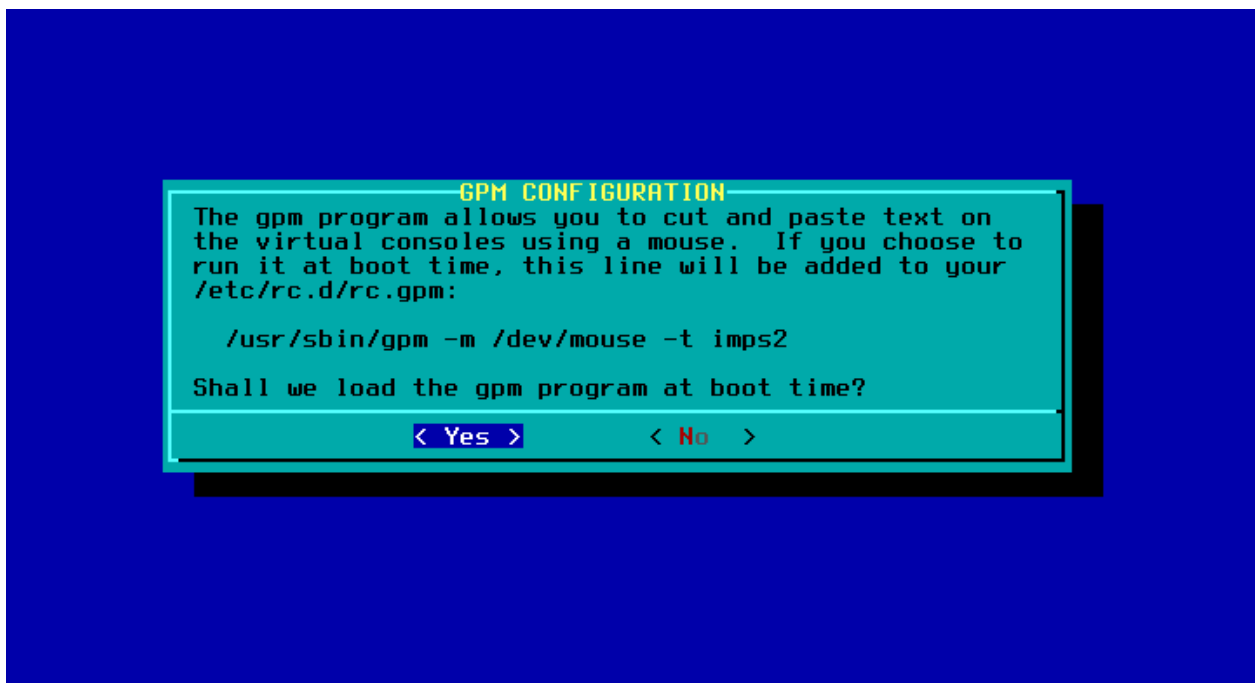 GPM CONFIGURATION
The gpm program allows you to cut and paste text on
the virtual consoles using a mouse.  If you choose to
run it at boot time, this line will be added to your
/etc/rc.d/rc.gpm:
/usr/sbin/gpm -m /dev/mouse -t imps2
Shall we load the gpm program at boot time?
< Yes > < No >